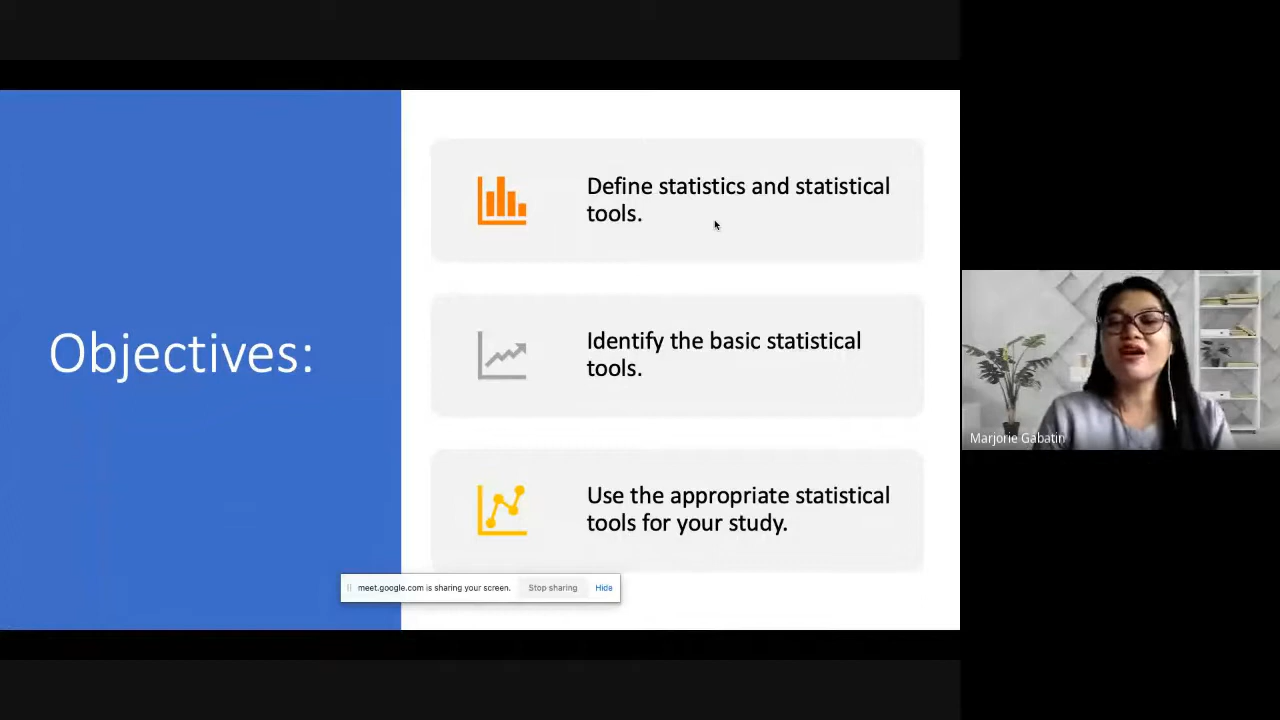 Objectives:
Define statistics and statistical
tools.
Identify the basic statistical
tools.
Use the appropriate statistical
tools for your study.
meet.google.com is sharing your screen. Stop sharing Hide
Marjorie Gabatin